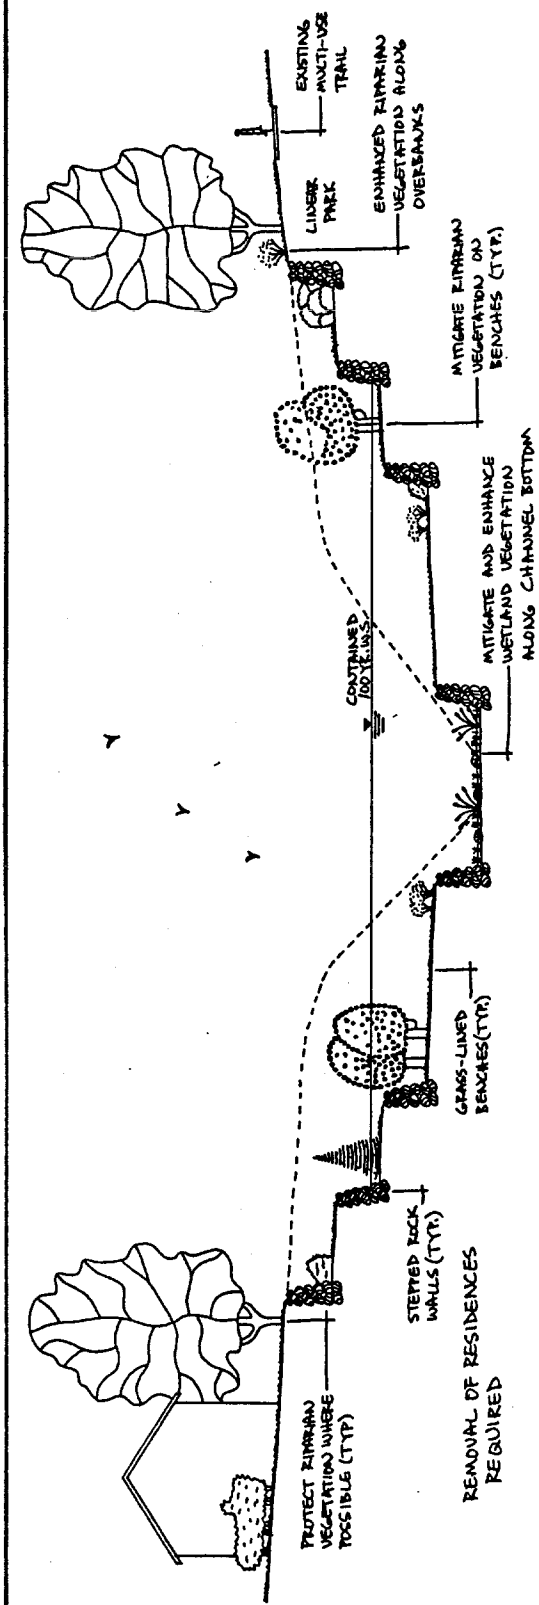 PROTECT RIPARIAN
VEGETATION WHERE
POSSIBLE (TYP)
REMOVAL OF RESIDENCES
REQUIRED
STEPPED ROCK
WALLS (TYP.)
GRASS-LINED
BENCHES (TYP.)
CONTAINED
100 YR. W.S.
MITIGATE AND ENHANCE
WETLAND VEGETATION
ALONG CHANNEL BOTTOM
MITIGATE RIPARIAN
VEGETATION ON
BENCHES (TYP.)
LINEAR
PARK
ENHANCED RIPARIAN
VEGETATION ALONG
OVERBANKS
EXISTING
MULTI-USE
TRAIL